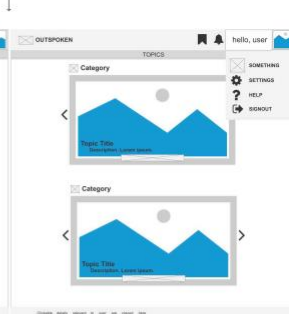 OUTSPOKEN
hello, user
TOPICS
SOMETHING
SETTINGS
HELP
SIGNOUT
Category
Topic Title
Description. Lorem ipsum.
Category
Topic Title
Description. Lorem ipsum.